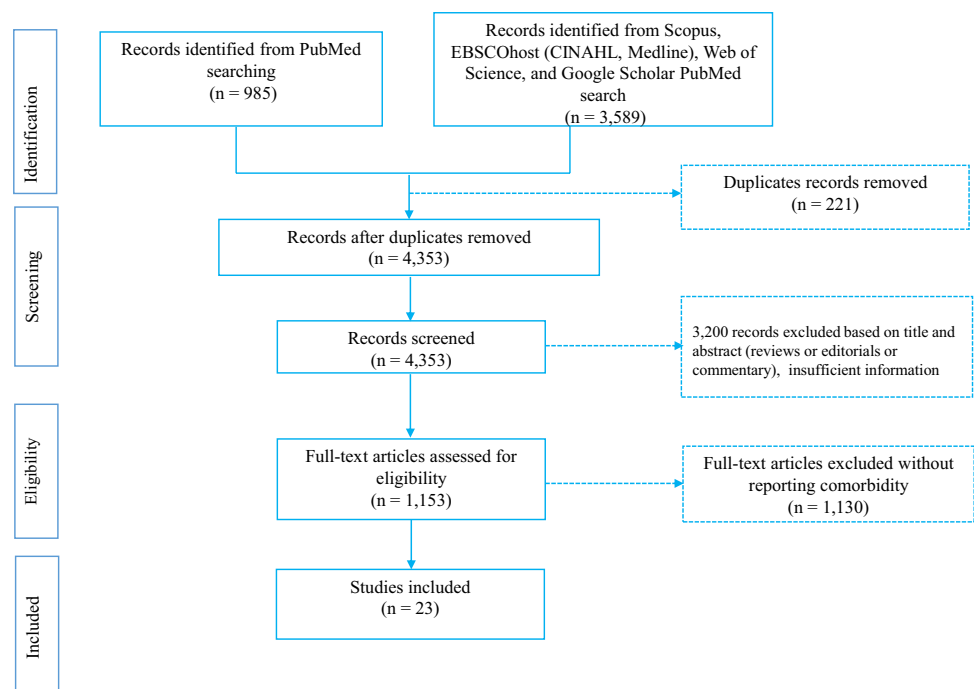 Identification
Records identified from PubMed
searching
(n = 985)
Records identified from Scopus,
EBSCOhost (CINAHL, Medline), Web of
Science, and Google Scholar PubMed
search
(n = 3,589)
Duplicates records removed
(n = 221)
Screening
Records after duplicates removed
(n = 4,353)
Records screened
(n = 4,353)
3,200 records excluded based on title and
abstract (reviews or editorials or
commentary), insufficient information
Eligibility
Full-text articles assessed for
eligibility
(n = 1,153)
Full-text articles excluded without
reporting comorbidity
(n = 1,130)
Included
Studies included
(n = 23)